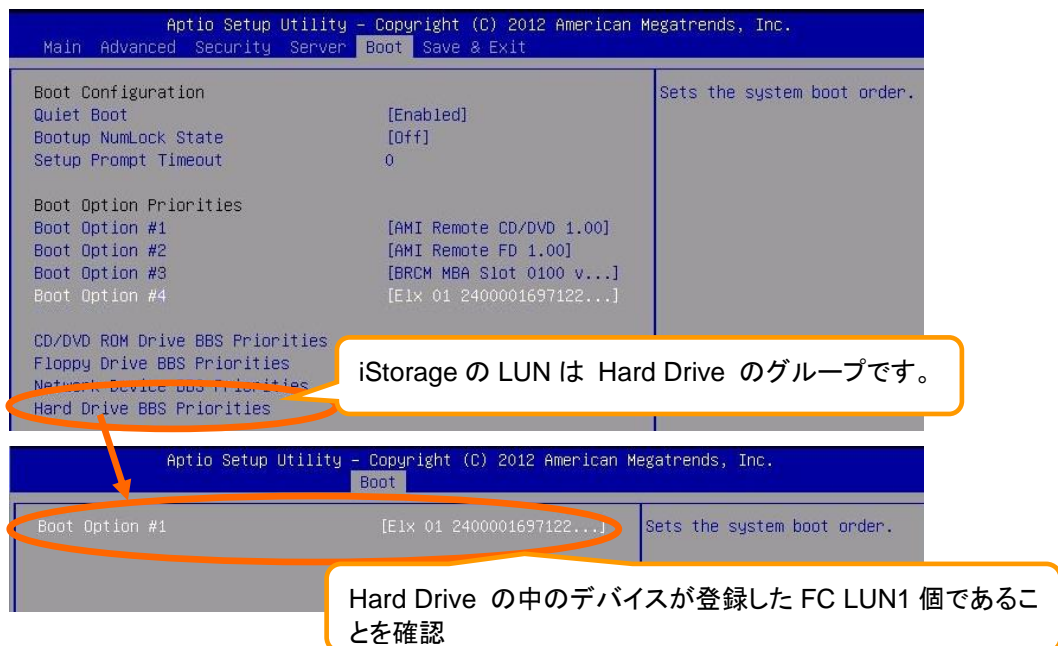 Aptio Setup Utility – Copyright (C) 2012 American Megatrends, Inc.
Main Advanced Security Server Boot Save & Exit
Boot Configuration
Quiet Boot [Enabled]
Bootup NumLock State [Off]
Setup Prompt Timeout 0
Sets the system boot order.
Boot Option Priorities
Boot Option #1 [AMI Remote CD/DVD 1.00]
Boot Option #2 [AMI Remote FD 1.00]
Boot Option #3 [BRCM MBA Slot 0100 v...]
Boot Option #4 [Elx 01 2400001697122...]
CD/DVD ROM Drive BBS Priorities
Floppy Drive BBS Priorities
Network Device BBS Priorities
Hard Drive BBS Priorities
iStorage の LUN は Hard Drive のグループです。
Aptio Setup Utility – Copyright (C) 2012 American Megatrends, Inc.
Boot
Boot Option #1 [Elx 01 2400001697122...]
Sets the system boot order.
Hard Drive の中のデバイスが登録した FC LUN1 個であるこ
とを確認